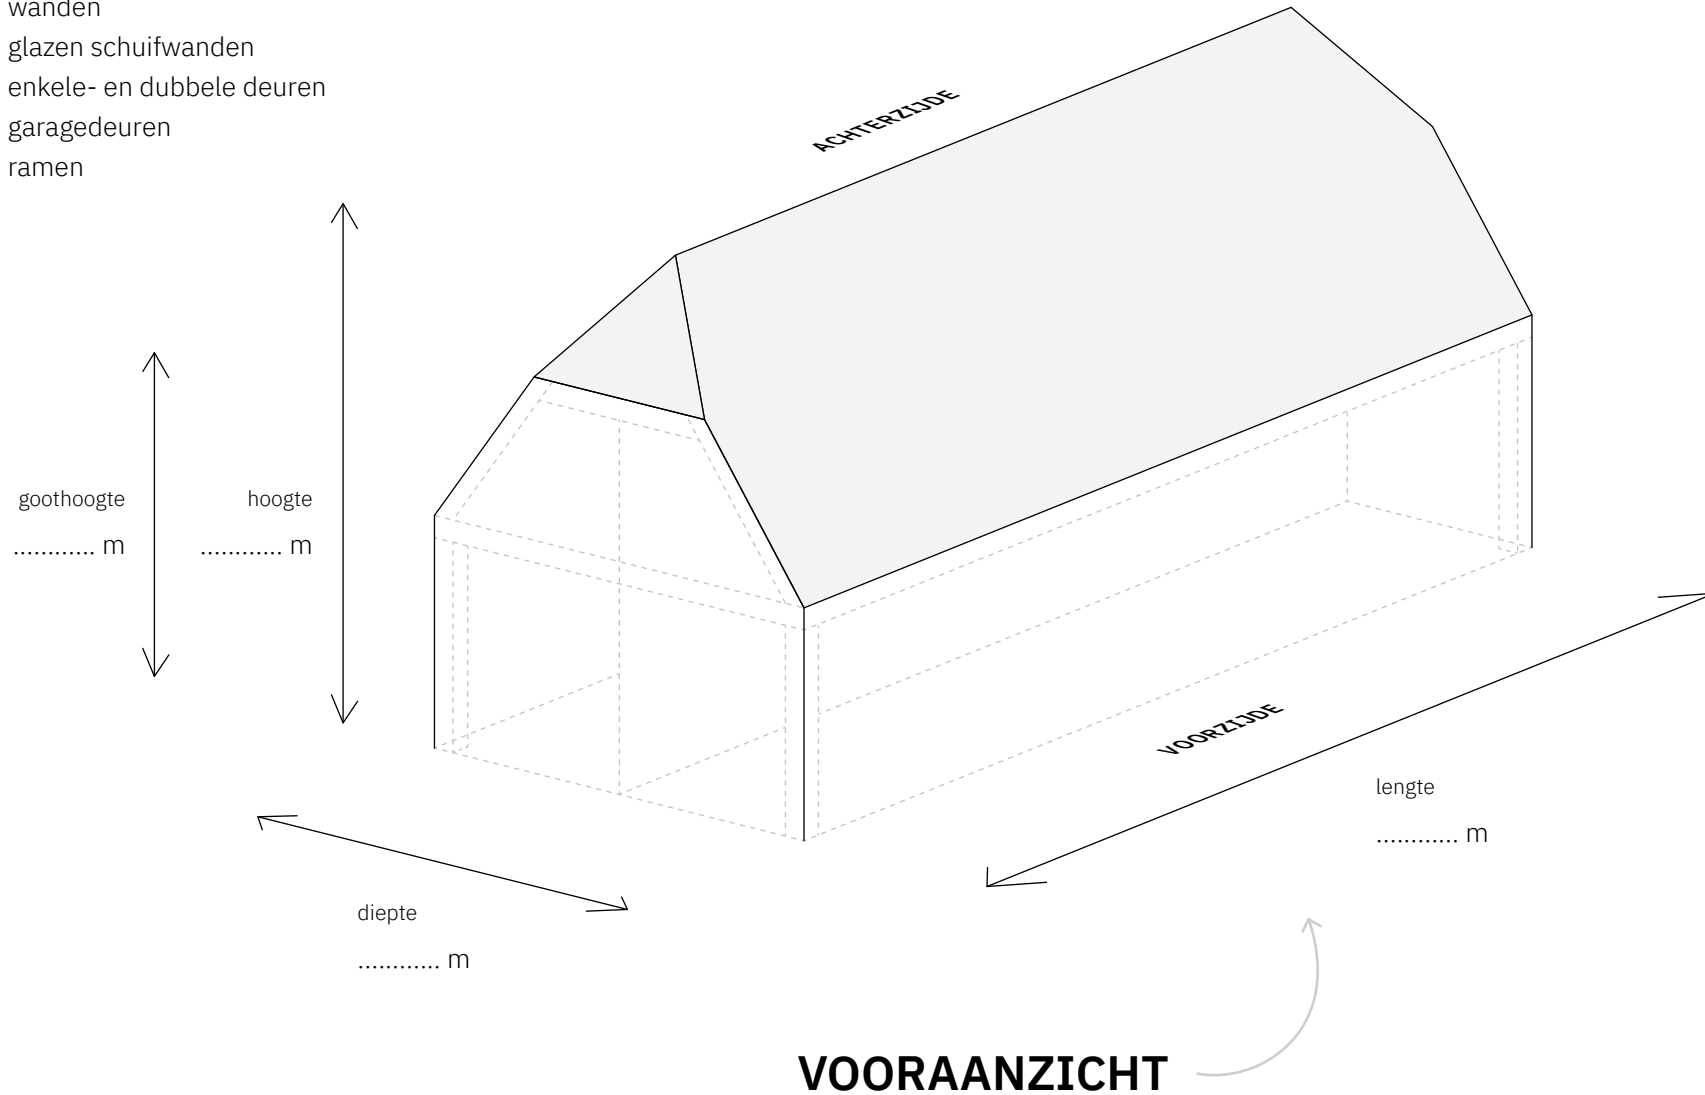 wanden
glazen schuifwanden
enkele- en dubbele deuren
garagedeuren
ramen
ACHTERZIJDE
goothoogte
............ m
hoogte
............ m
VOORZIJDE
lengte
............ m
diepte
............ m
VOORAANZICHT